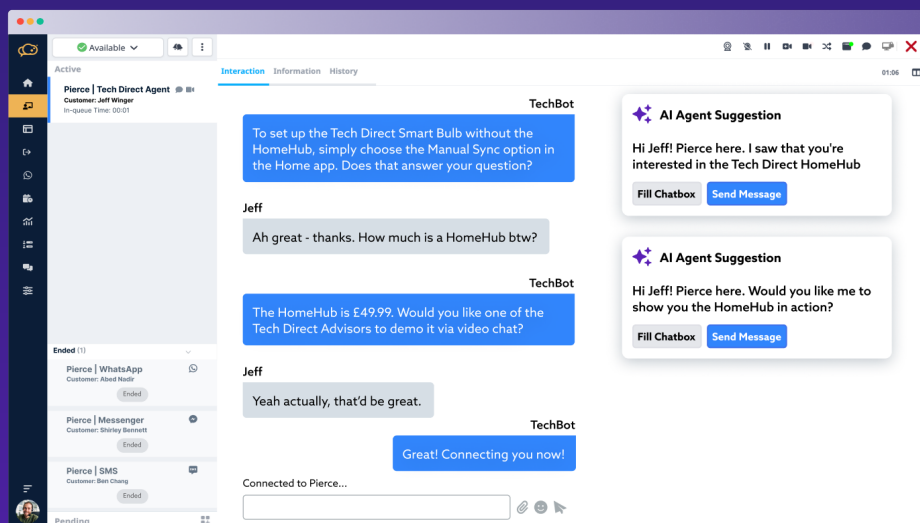 Available
Active
Pierce | Tech Direct Agent
Customer: Jeff Winger
In-queue Time: 00:01
Ended (1)
Pierce | WhatsApp
Customer: Abed Nadir
Ended
Pierce | Messenger
Customer: Shirley Bennett
Ended
Pierce | SMS
Customer: Ben Chang
Ended
Pending
Interaction Information History
01:06
TechBot
To set up the Tech Direct Smart Bulb without the
HomeHub, simply choose the Manual Sync option in
the Home app. Does that answer your question?
Jeff
Ah great - thanks. How much is a HomeHub btw?
TechBot
The HomeHub is £49.99. Would you like one of the
Tech Direct Advisors to demo it via video chat?
Jeff
Yeah actually, that’d be great.
TechBot
Great! Connecting you now!
Connected to Pierce...
AI Agent Suggestion
Hi Jeff! Pierce here. I saw that you're
interested in the Tech Direct HomeHub
Fill Chatbox Send Message
AI Agent Suggestion
Hi Jeff! Pierce here. Would you like me to
show you the HomeHub in action?
Fill Chatbox Send Message